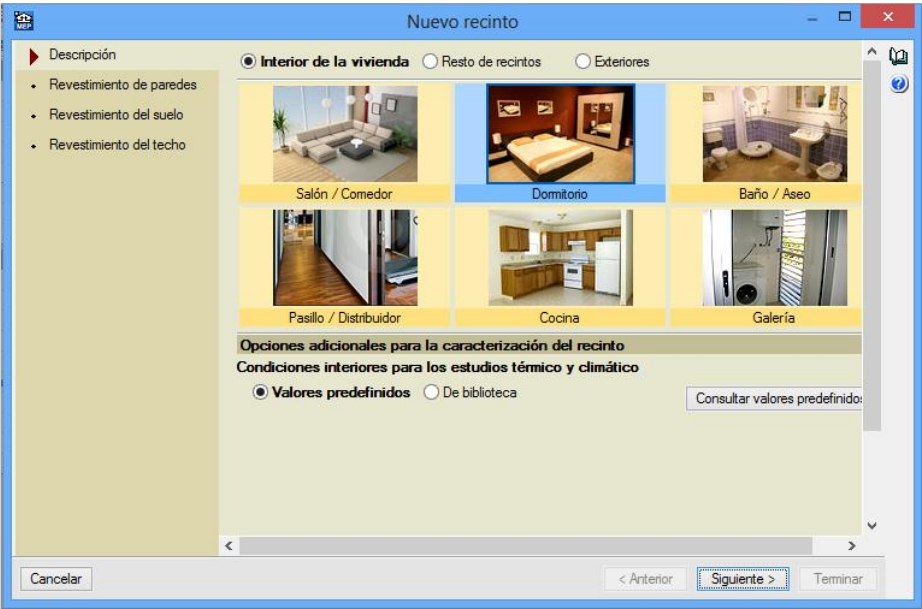 MEP
Nuevo recinto
Descripción
Revestimiento de paredes
Revestimiento del suelo
Revestimiento del techo
Interior de la vivienda Resto de recintos Exteriores
Salón / Comedor Dormitorio Baño / Aseo
Pasillo / Distribuidor Cocina Galería
Opciones adicionales para la caracterización del recinto
Condiciones interiores para los estudios térmico y climático
Valores predefinidos De biblioteca Consultar valores predefinidos
Cancelar < Anterior Siguiente > Terminar